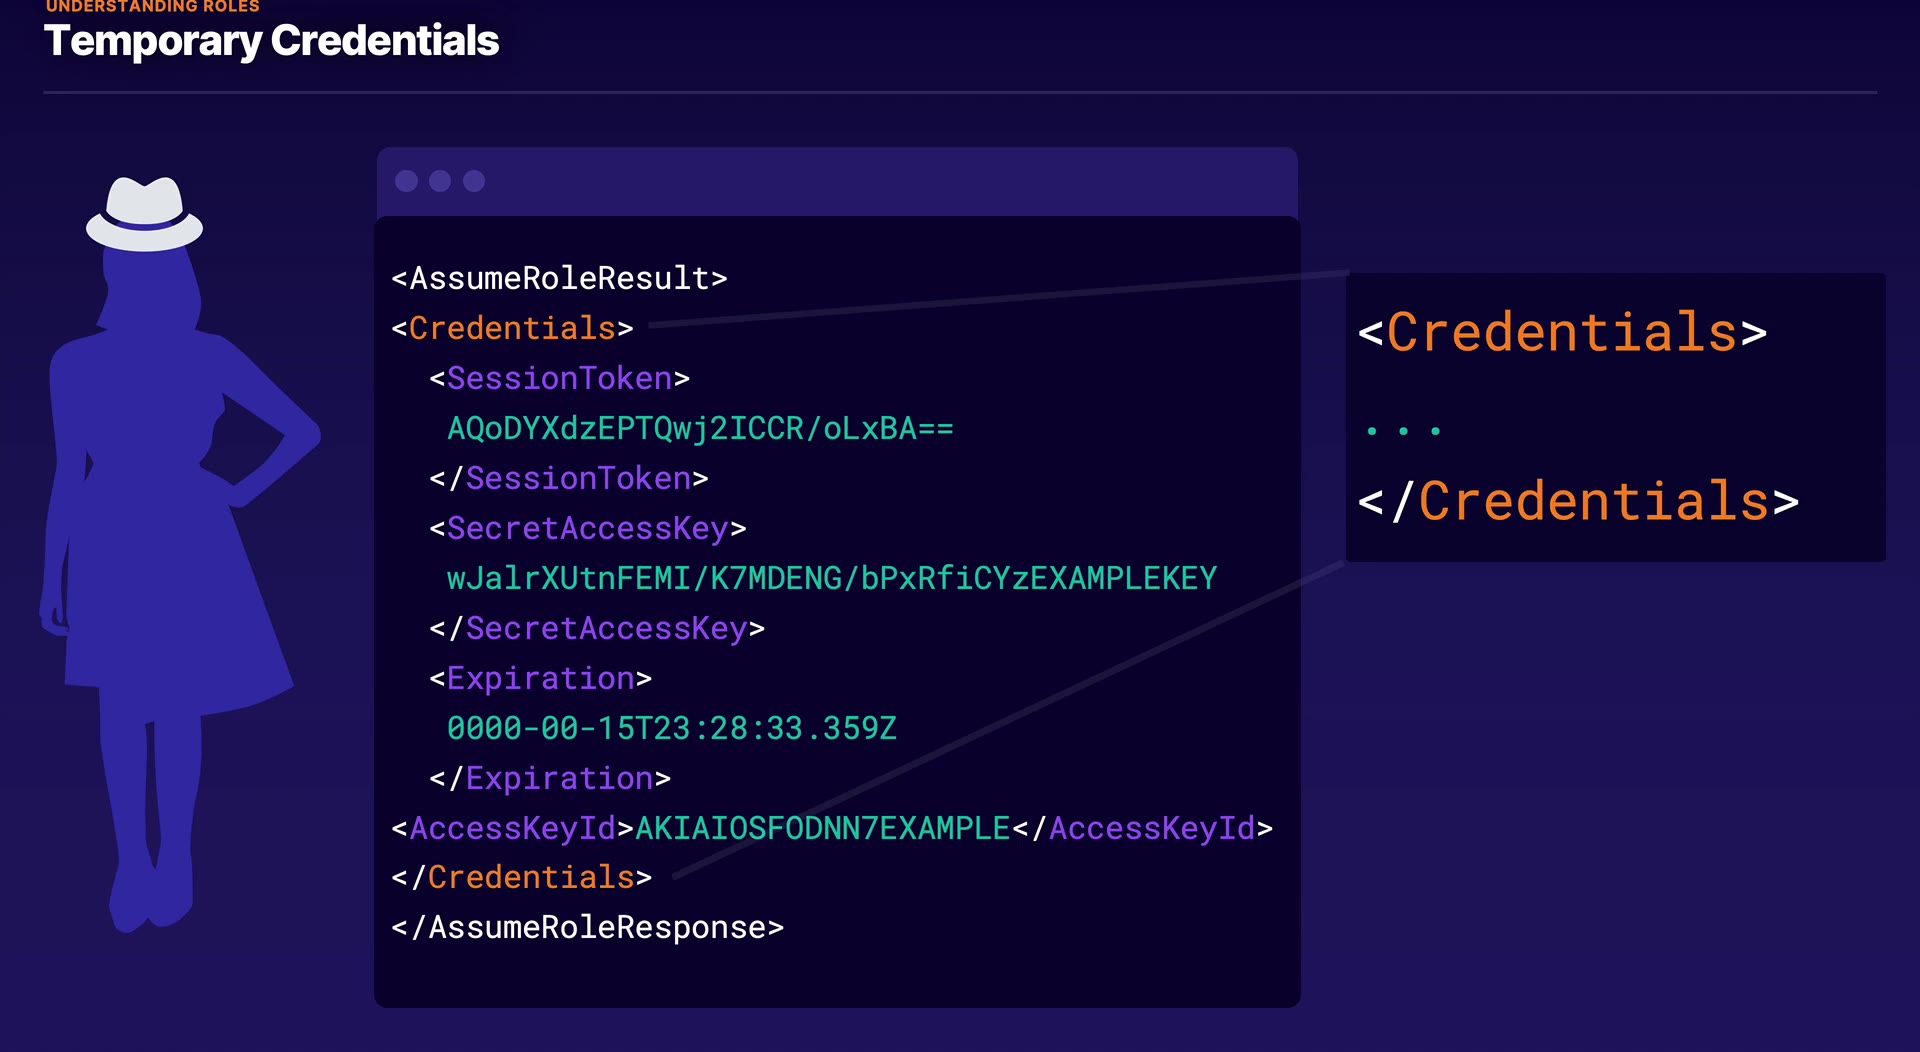 UNDERSTANDING ROLES
Temporary Credentials
<AssumeRoleResult>
<Credentials>
<SessionToken>
AQoDYXdzEPTQwj2ICCR/oLxBA==
</SessionToken>
<SecretAccessKey>
wJalrXUtnFEMI/K7MDENG/bPxRfiCYzEXAMPLEKEY
</SecretAccessKey>
<Expiration>
0000-00-15T23:28:33.359Z
</Expiration>
<AccessKeyId>AKIAIOSFODNN7EXAMPLE</AccessKeyId>
</Credentials>
</AssumeRoleResponse>
<Credentials>
...
</Credentials>